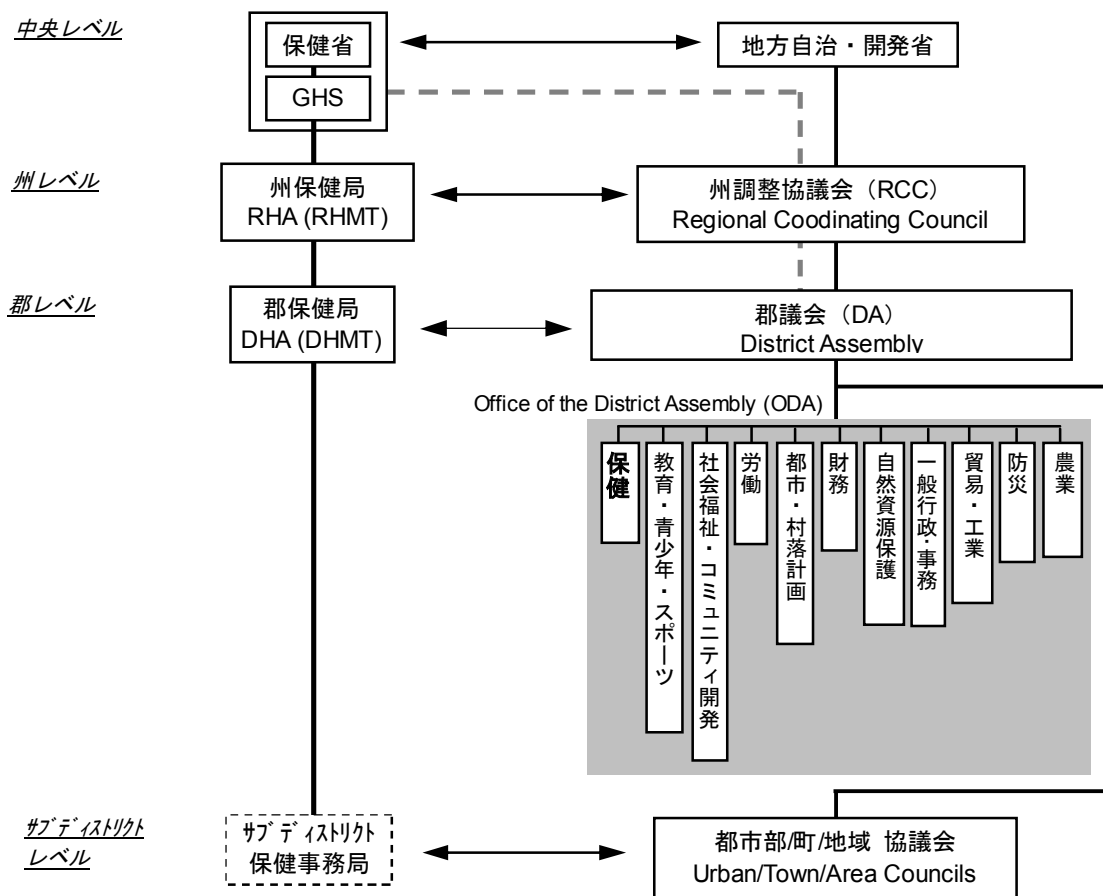 中央レベル
保健省
地方自治・開発省
GHS
州レベル
州保健局
RHA (RHMT)
州調整協議会（RCC）
Regional Coodinating Council
郡レベル
郡保健局
DHA (DHMT)
郡議会（DA）
District Assembly
Office of the District Assembly (ODA)
保健
教育・青少年・スポーツ
社会福祉・コミュニティ開発
労働
都市・村落計画
財務
自然資源保護
一般行政・事務
貿易・工業
防災
農業
サブディストリクト
レベル
サブディストリクト
保健事務局
都市部/町/地域 協議会
Urban/Town/Area Councils